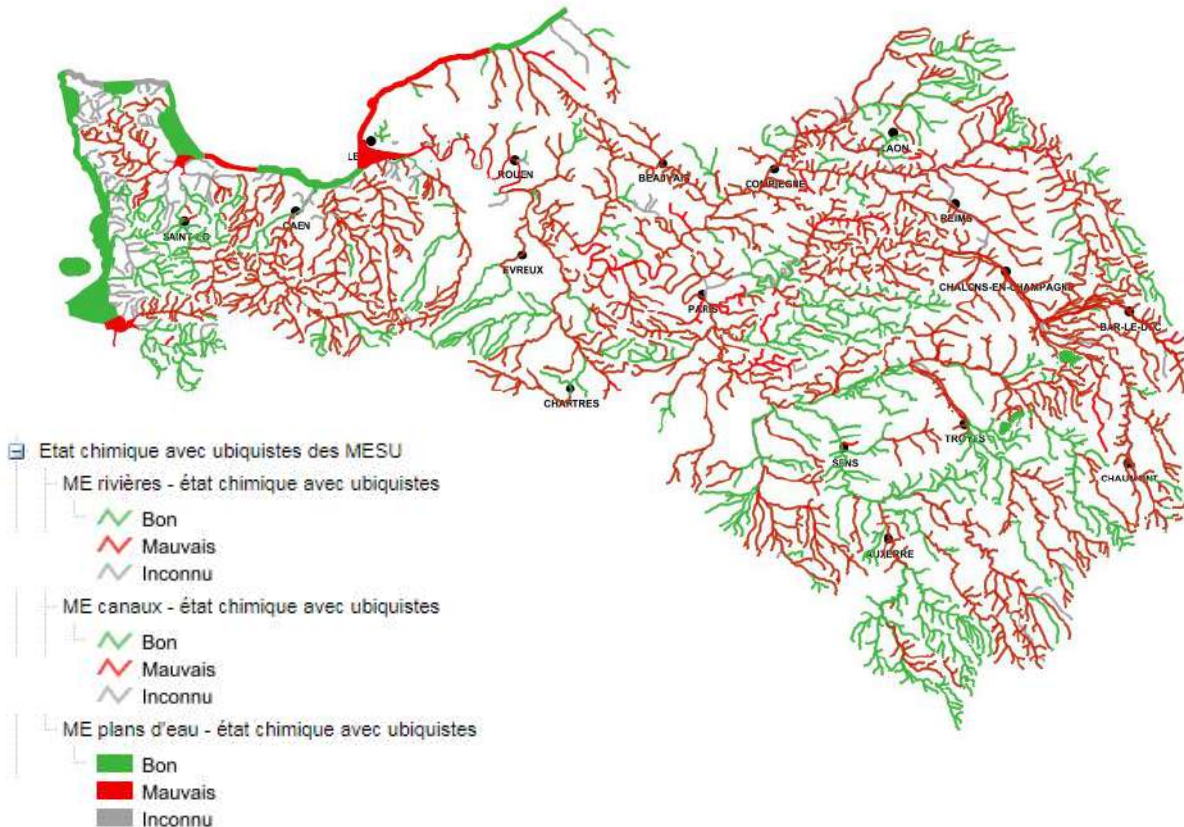 LE
ROUEN
BEAUVAIS
COMPIEGNE
LAON
REIMS
SAINT-LO
CAEN
EVREUX
PARIS
CHALONS-EN-CHAMPAGNE
BAR-LE-DUC
CHARTRES
SENS
TROYES
CHAUMONT
AUXERRE
Etat chimique avec ubiquistes des MESU
ME rivières - état chimique avec ubiquistes
Bon
Mauvais
Inconnu
ME canaux - état chimique avec ubiquistes
Bon
Mauvais
Inconnu
ME plans d'eau - état chimique avec ubiquistes
Bon
Mauvais
Inconnu